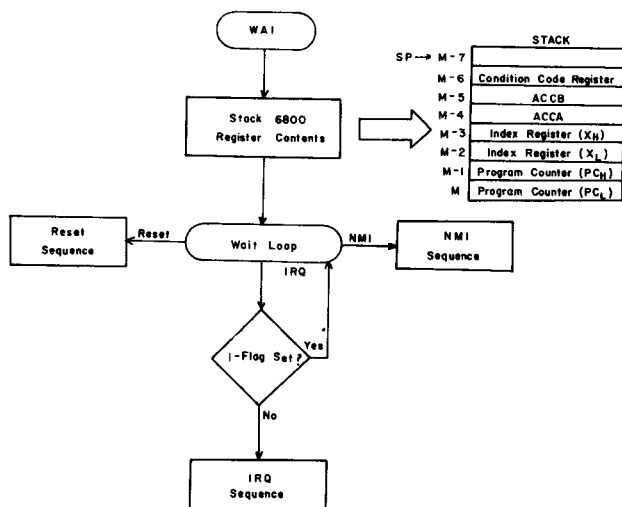 WAI
STACK
SP → M-7
M-6 Condition Code Register
M-5 ACCB
M-4 ACCA
M-3 Index Register (XH)
M-2 Index Register (XL)
M-1 Program Counter (PCH)
M Program Counter (PCL)
Stack 6800
Register Contents
Reset
Sequence
Reset
Wait Loop
NMI
NMI
Sequence
IRQ
I-Flag Set?
Yes
No
IRQ
Sequence